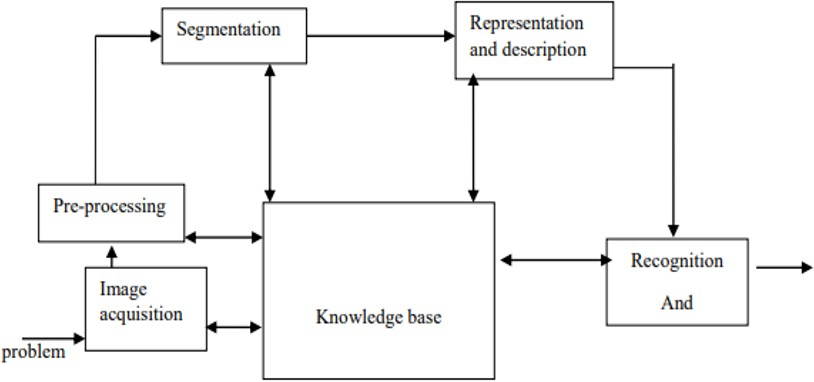 Segmentation
Representation
and description
Pre-processing
Image
acquisition
problem
Knowledge base
Recognition
And